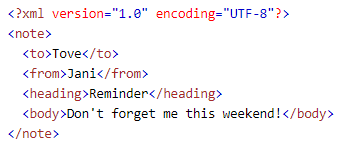 <?xml version="1.0" encoding="UTF-8"?>
<note>
  <to>Tove</to>
  <from>Jani</from>
  <heading>Reminder</heading>
  <body>Don't forget me this weekend!</body>
</note>